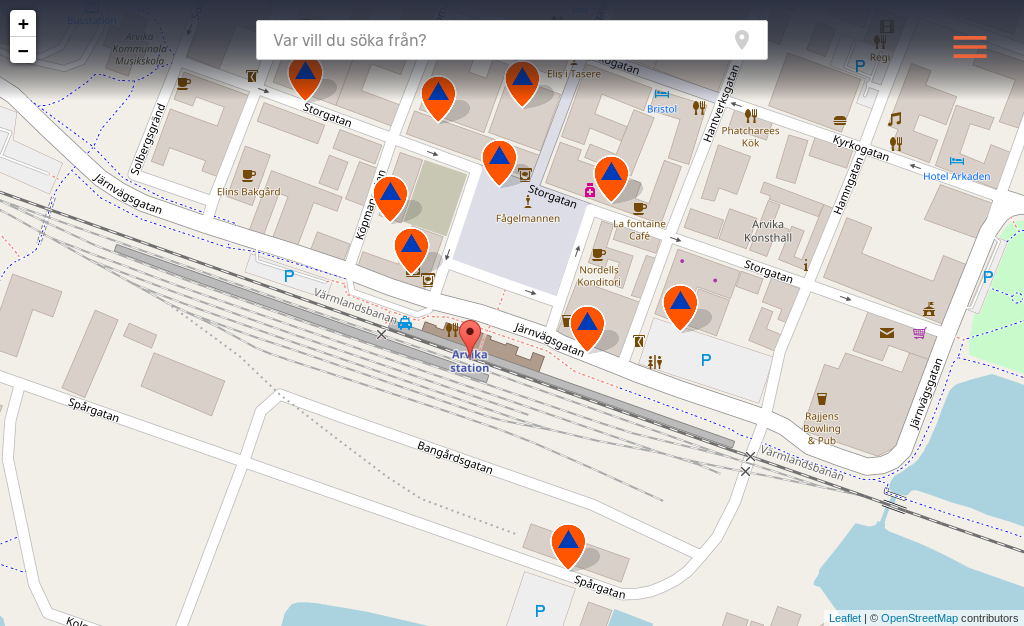 +
−
Var vill du söka från?
Busstation
Arvika
Kommunala
Musikskola
Elis i Tasere
Kyrkogatan
Regi
P
Bristol
Hantverksgatan
Phatcharees
Kök
Kyrkogatan
Hotel Arkaden
Storgatan
Solbergsgränd
Elins Bakgård
Järnvägsgatan
Storgatan
Fågelmannen
La fontaine
Café
Hamngatan
Arvika
Konsthall
Storgatan
Nordells
Konditori
P
P
Värmlandsbanan
Järnvägsgatan
Arvika
station
P
Järnvägsgatan
Rajjens
Bowling
& Pub
Spårgatan
Bangårdsgatan
Värmlandsbanan
Spårgatan
P
Leaflet | © OpenStreetMap contributors